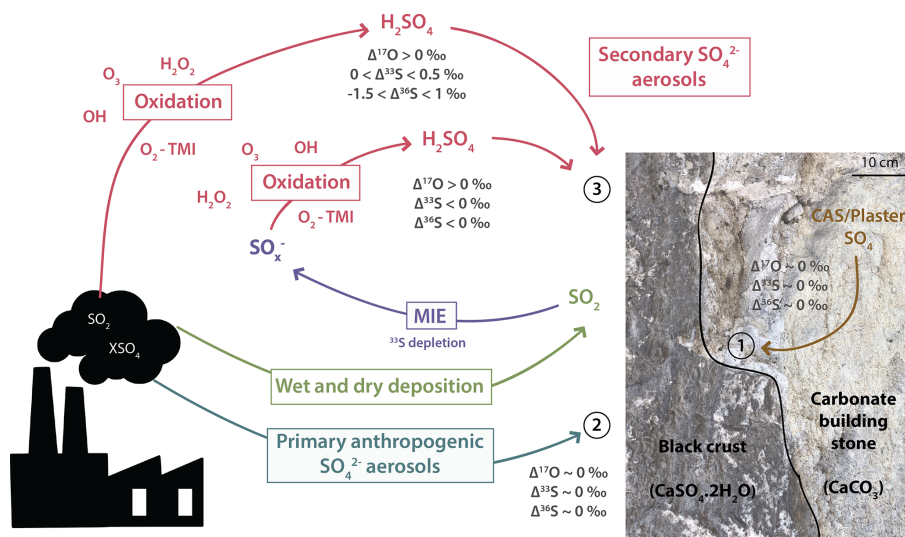 H₂SO₄
Δ¹⁷O > 0 ‰
0 < Δ³³S < 0.5 ‰
-1.5 < Δ³⁶S < 1 ‰
Secondary SO₄²⁻
aerosols
O₃
H₂O₂
Oxidation
OH
O₂ - TMI
O₃
OH
H₂SO₄
Oxidation
H₂O₂
O₂ - TMI
Δ¹⁷O > 0 ‰
Δ³³S < 0 ‰
Δ³⁶S < 0 ‰
3
10 cm
SOₓ⁻
CAS/Plaster
SO₄
Δ¹⁷O ~ 0 ‰
Δ³³S ~ 0 ‰
Δ³⁶S ~ 0 ‰
SO₂
MIE
³³S depletion
SO₂
XSO₄
1
Wet and dry deposition
Primary anthropogenic
SO₄²⁻ aerosols
2
Δ¹⁷O ~ 0 ‰
Δ³³S ~ 0 ‰
Δ³⁶S ~ 0 ‰
Black crust
(CaSO₄.2H₂O)
Carbonate
building
stone
(CaCO₃)